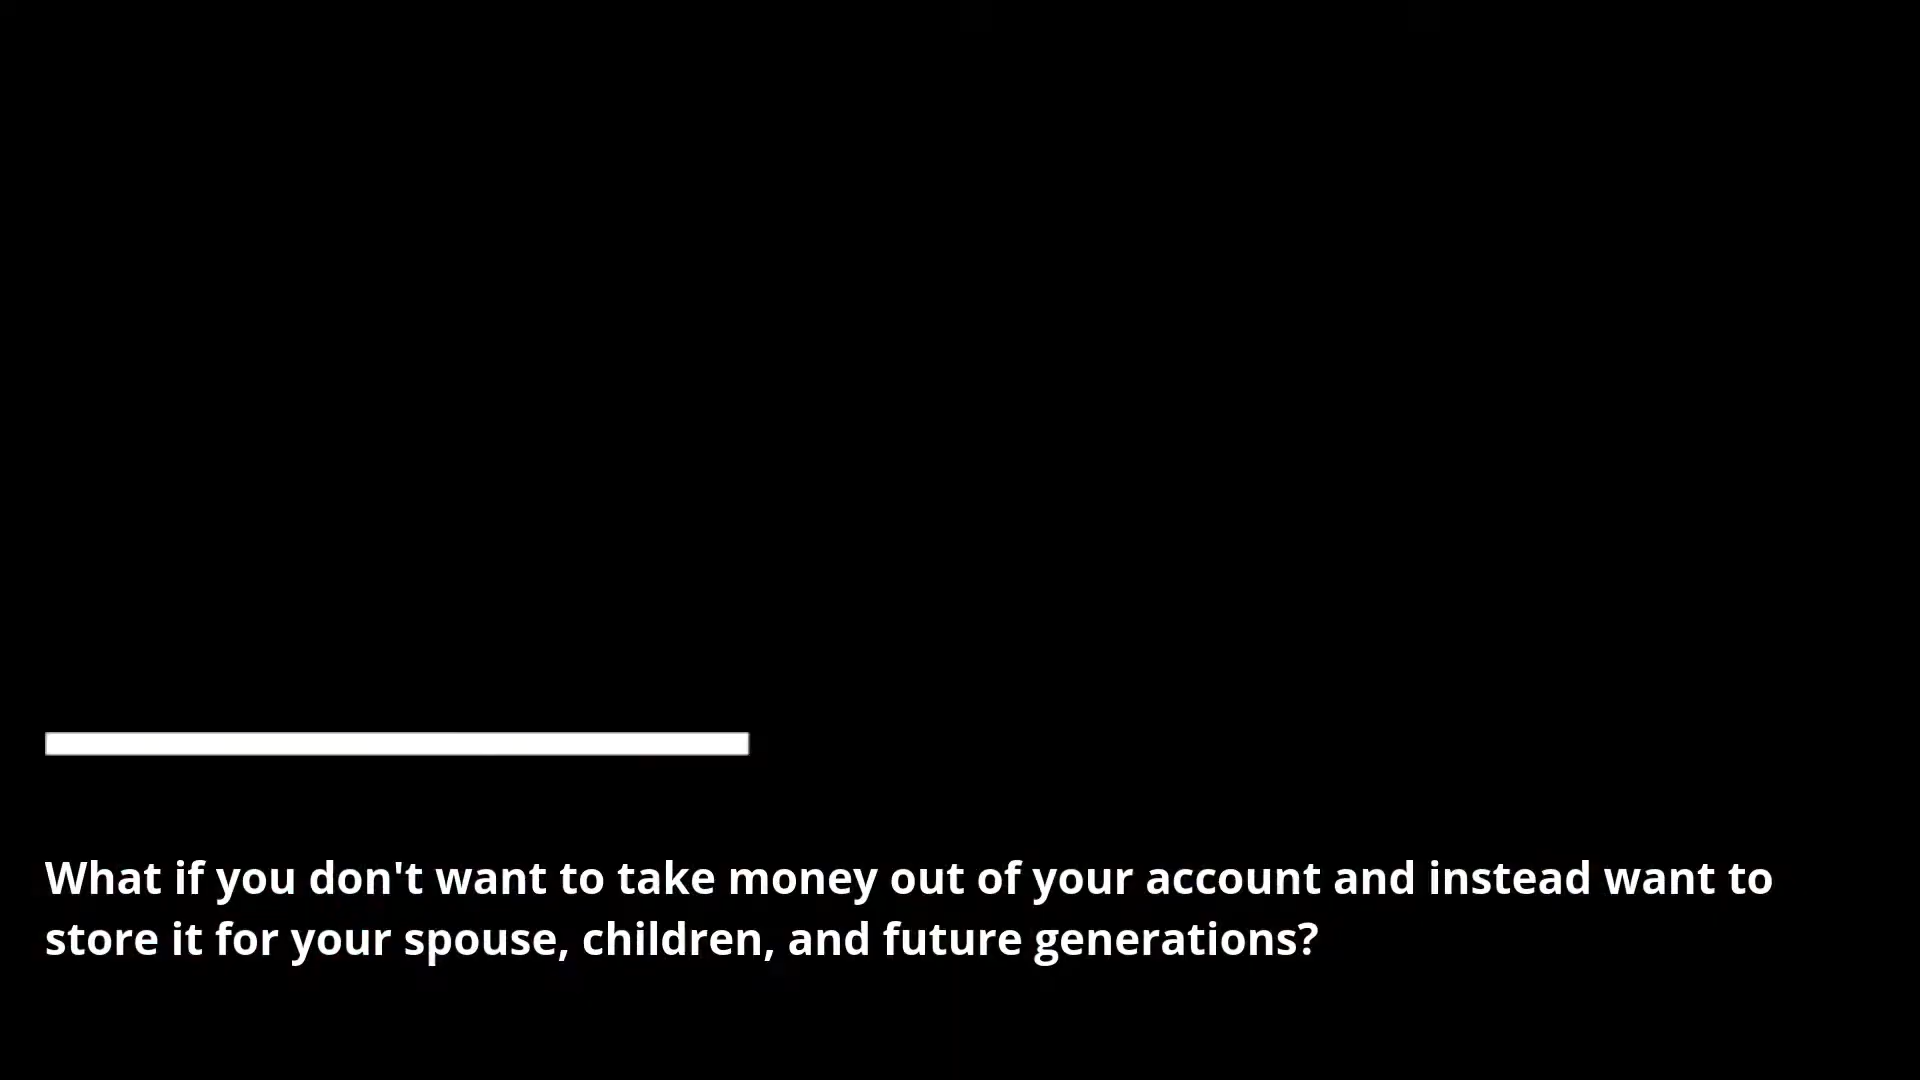 What if you don't want to take money out of your account and instead want to
store it for your spouse, children, and future generations?